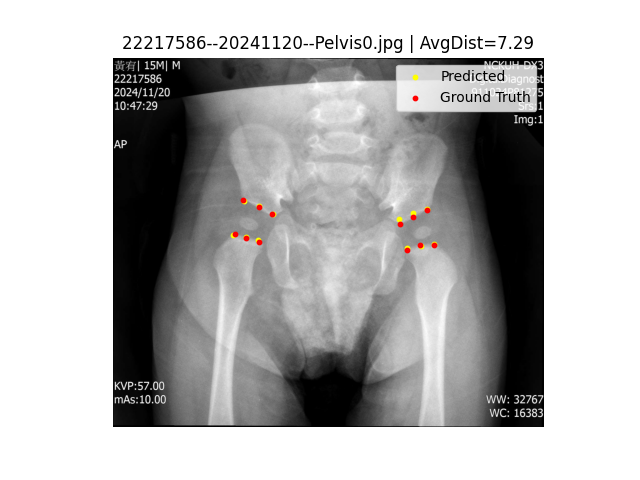 22217586--20241120--Pelvis0.jpg | AvgDist=7.29
黃宥| 15M| M
22217586
2024/11/20
10:47:29
AP
NCKUH DX3
Predicted
Ground Truth
Img:1
KVP:57.00
mAs:10.00
WW: 32767
WC: 16383